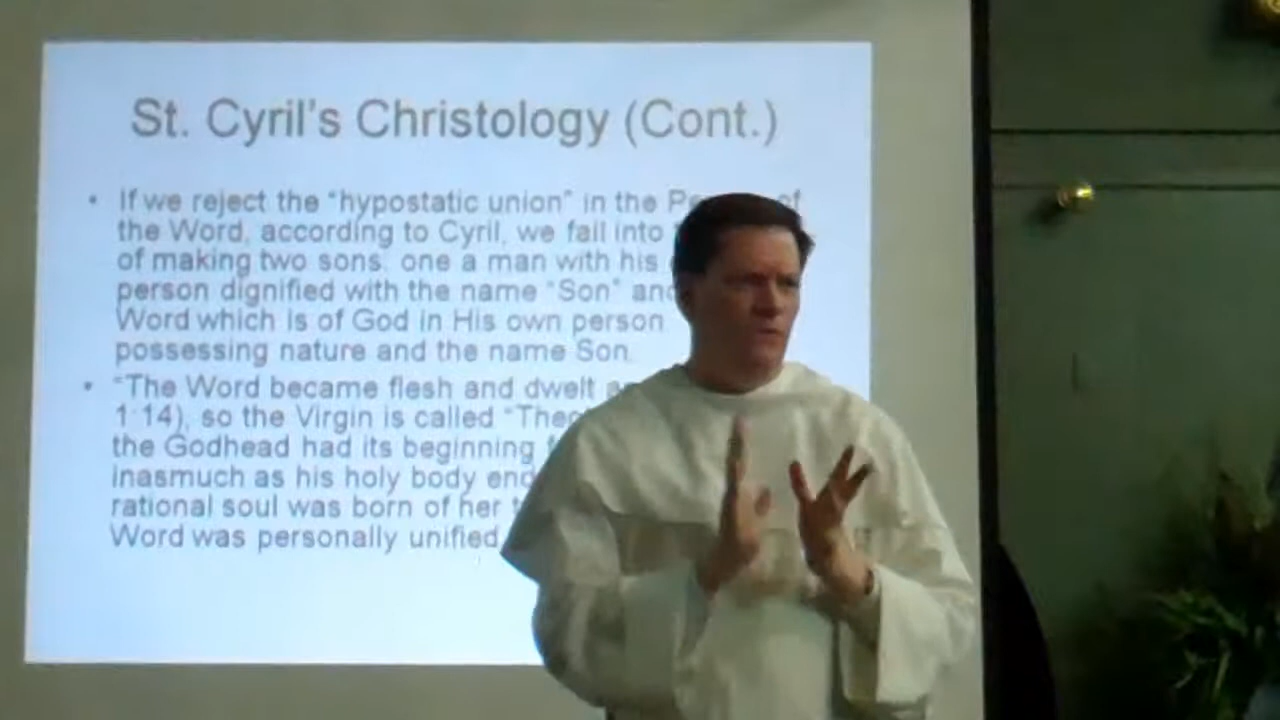 St. Cyril's Christology (Cont.)
• If we reject the "hypostatic union" in the of
the Word, according to Cyril, we fall into
of making two sons: one a man with his
person dignified with the name "Son" and
Word which is of God in His own person
possessing nature and the name Son.
• "The Word became flesh and dwelt
1:14), so the Virgin is called
the Godhead had its beginning
inasmuch as his holy body
rational soul was born of her
Word was personally unified